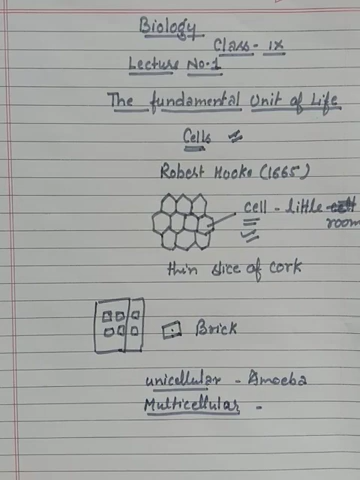 Biology
Class - IX
Lecture No.1
The fundamental Unit of Life
Cells
Robert Hooke (1665)
cell - little
room
thin slice of cork
Brick
unicellular - Amoeba
Multicellular -